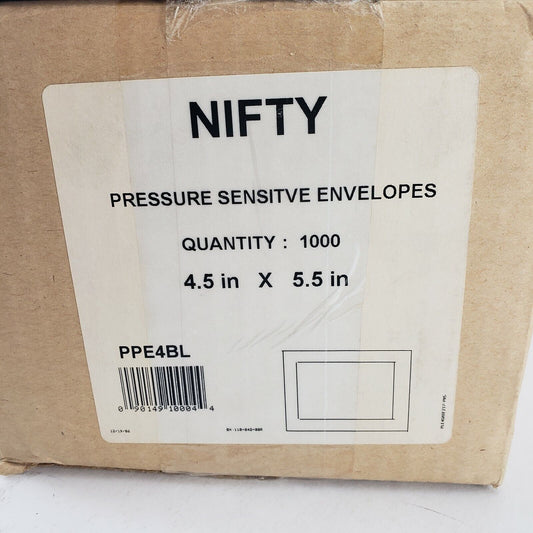 NIFTY
PRESSURE SENSITVE ENVELOPES
QUANTITY : 1000
4.5 in X 5.5 in
PPE4BL
0 90149 10004 4